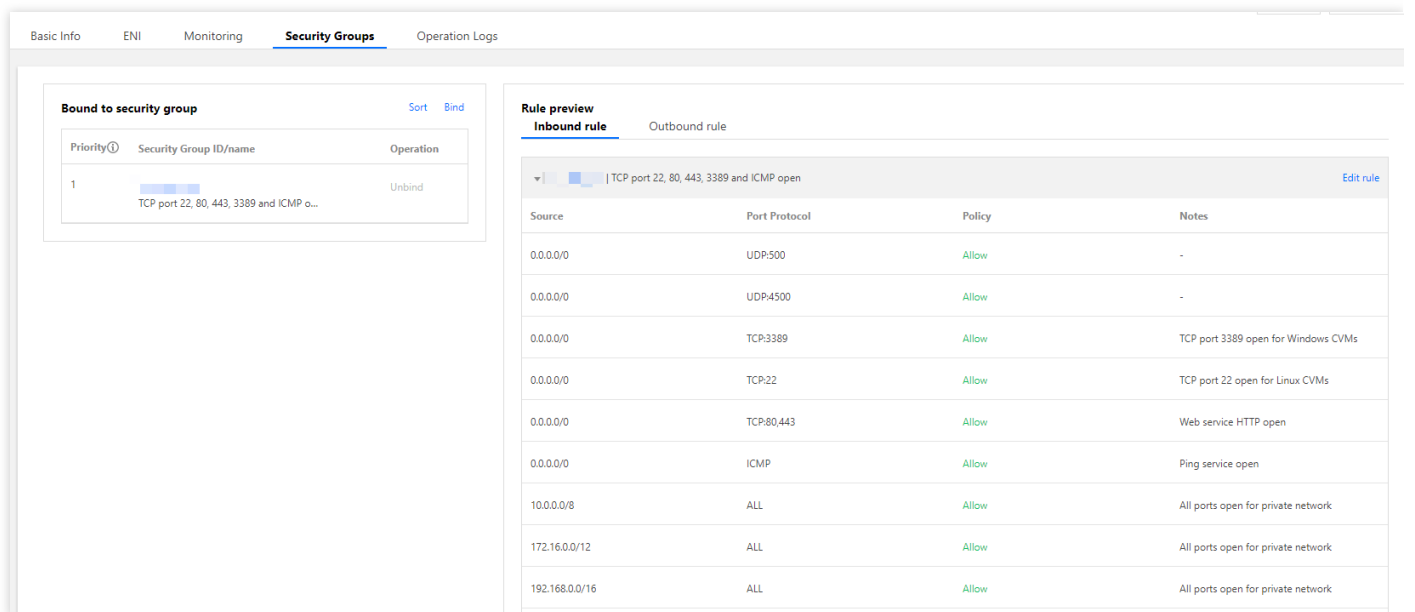 Basic Info ENI Monitoring Security Groups Operation Logs
Bound to security group Sort Bind
Priority Security Group ID/name Operation
1 Unbind
TCP port 22, 80, 443, 3389 and ICMP o...
Rule preview
Inbound rule Outbound rule
| TCP port 22, 80, 443, 3389 and ICMP open Edit rule
Source Port Protocol Policy Notes
0.0.0.0/0 UDP:500 Allow -
0.0.0.0/0 UDP:4500 Allow -
0.0.0.0/0 TCP:3389 Allow TCP port 3389 open for Windows CVMs
0.0.0.0/0 TCP:22 Allow TCP port 22 open for Linux CVMs
0.0.0.0/0 TCP:80,443 Allow Web service HTTP open
0.0.0.0/0 ICMP Allow Ping service open
10.0.0.0/8 ALL Allow All ports open for private network
172.16.0.0/12 ALL Allow All ports open for private network
192.168.0.0/16 ALL Allow All ports open for private network